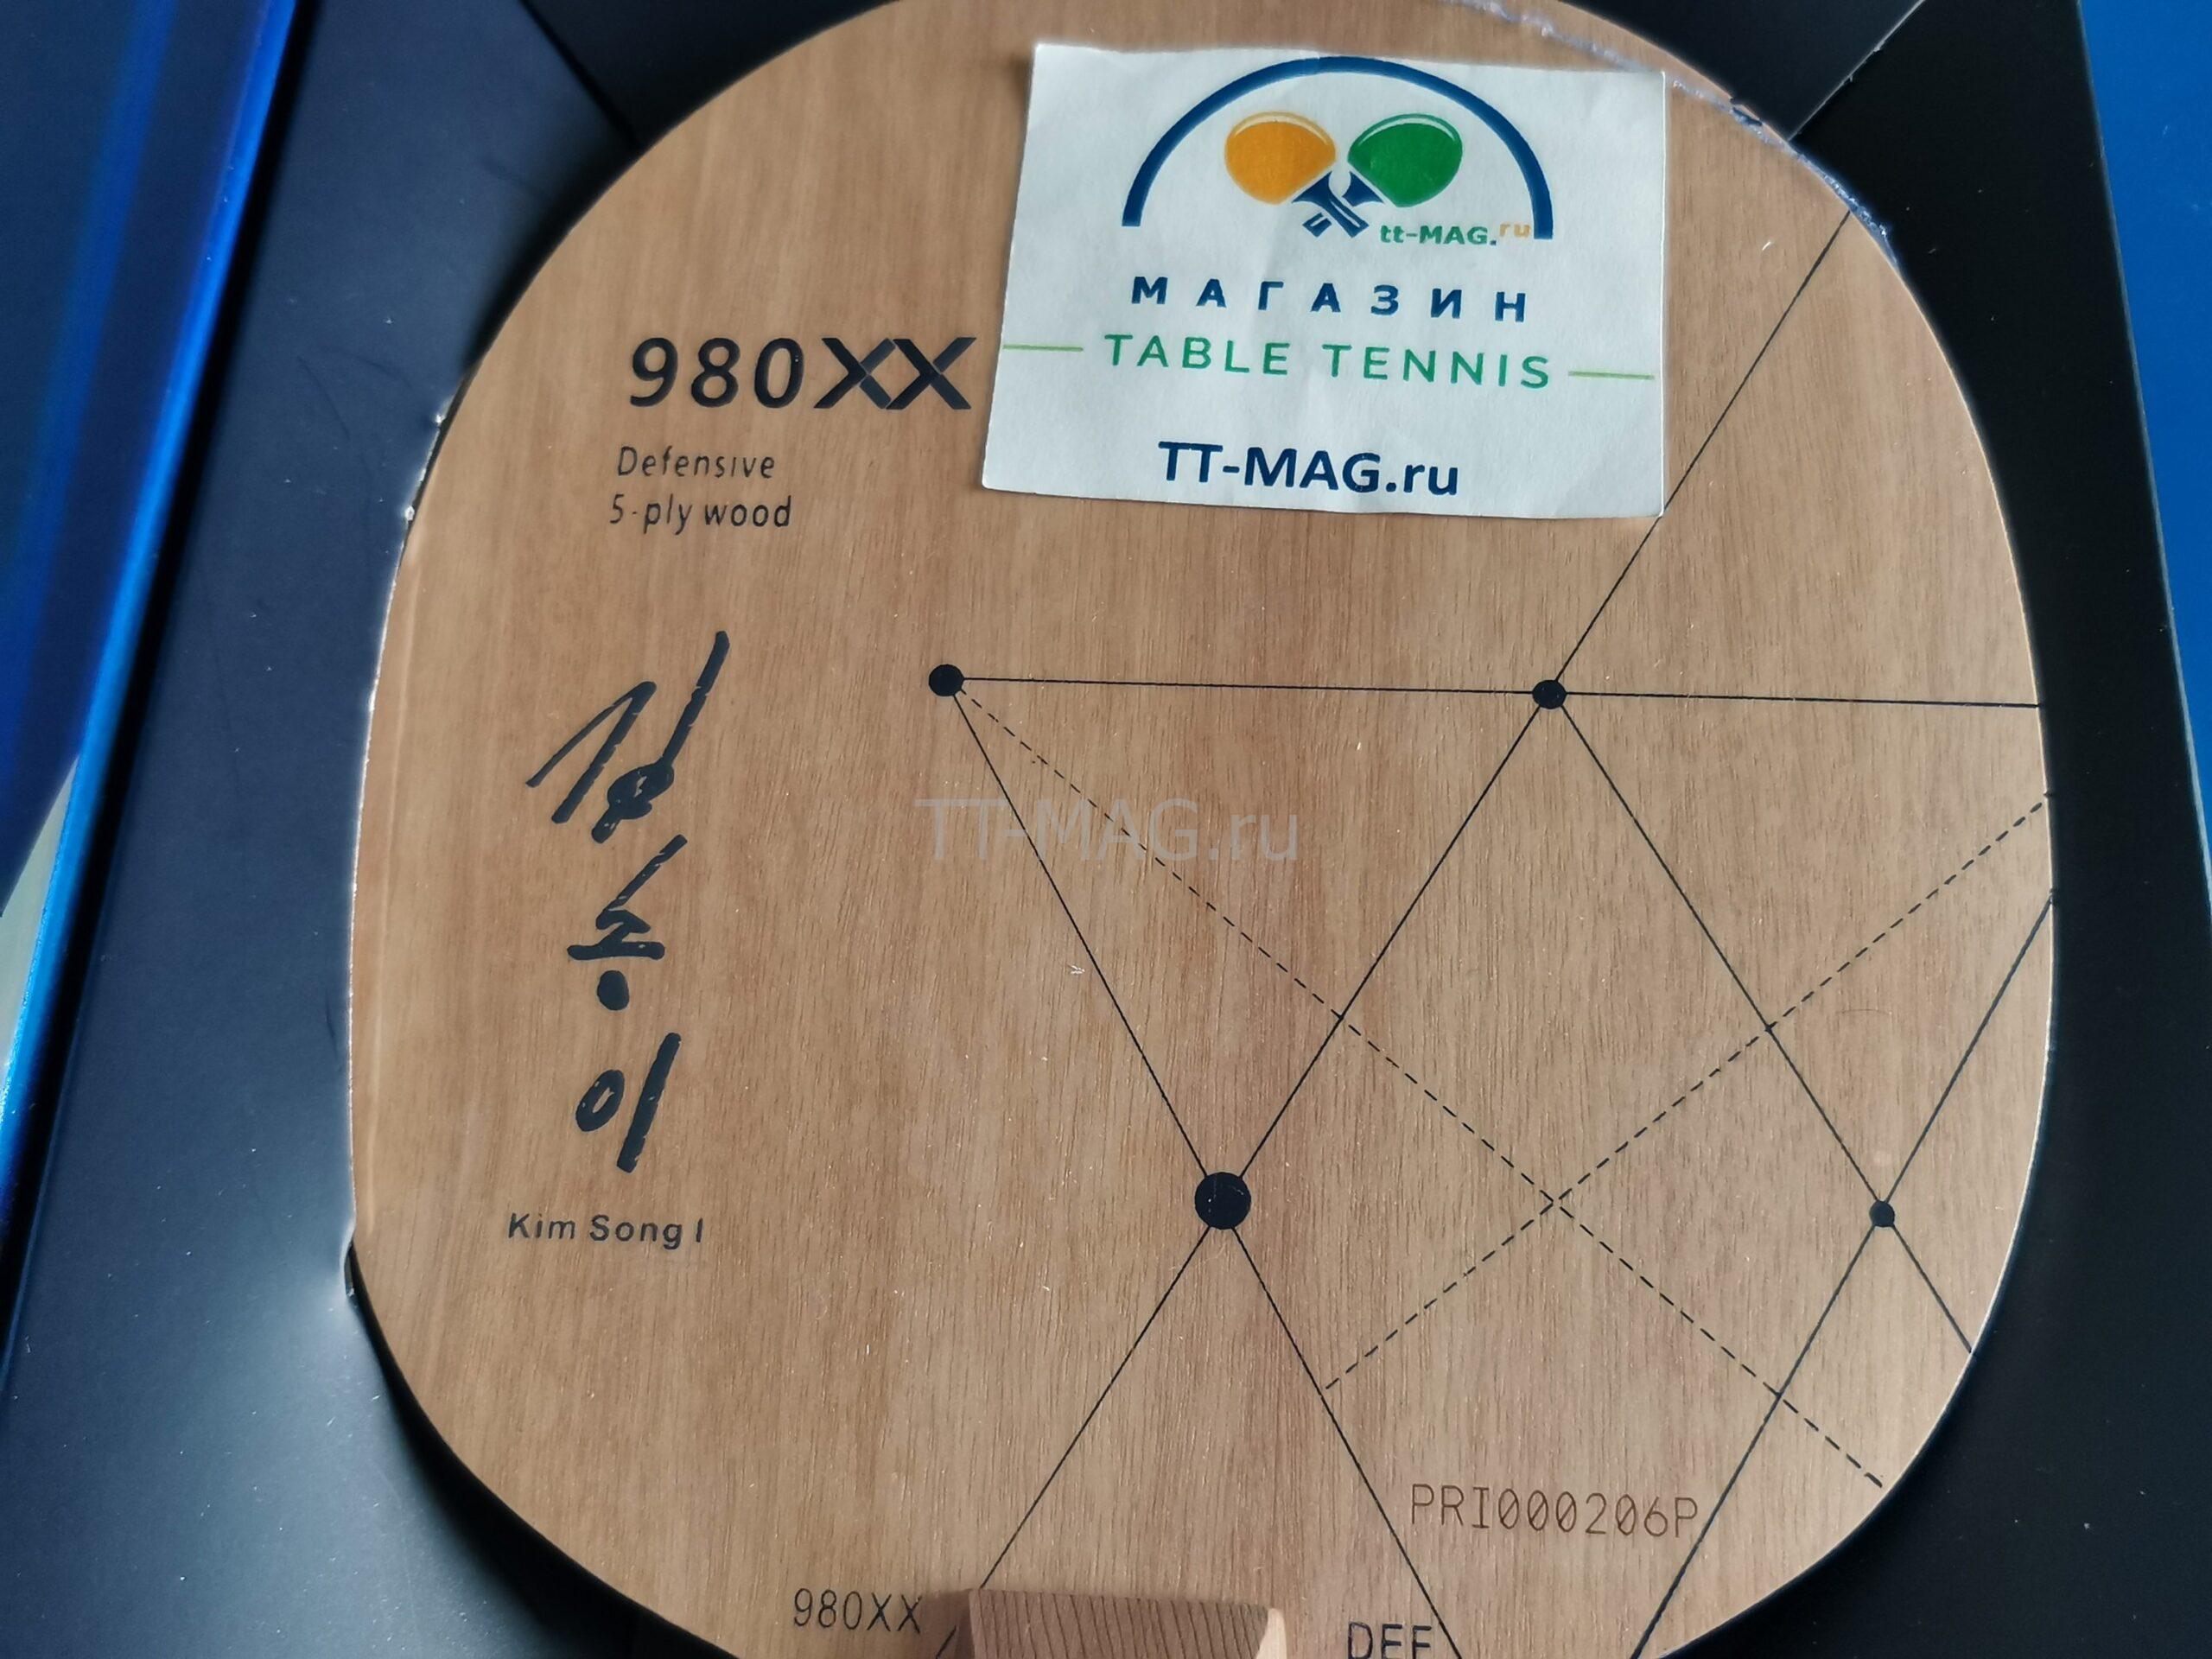 tt-MAG.ru
МАГАЗИН
TABLE TENNIS
TT-MAG.ru
980XX
Defensive
5-ply wood
김
송
이
Kim Song I
TT-MAG.ru
PRI000206P
980XX
DEF